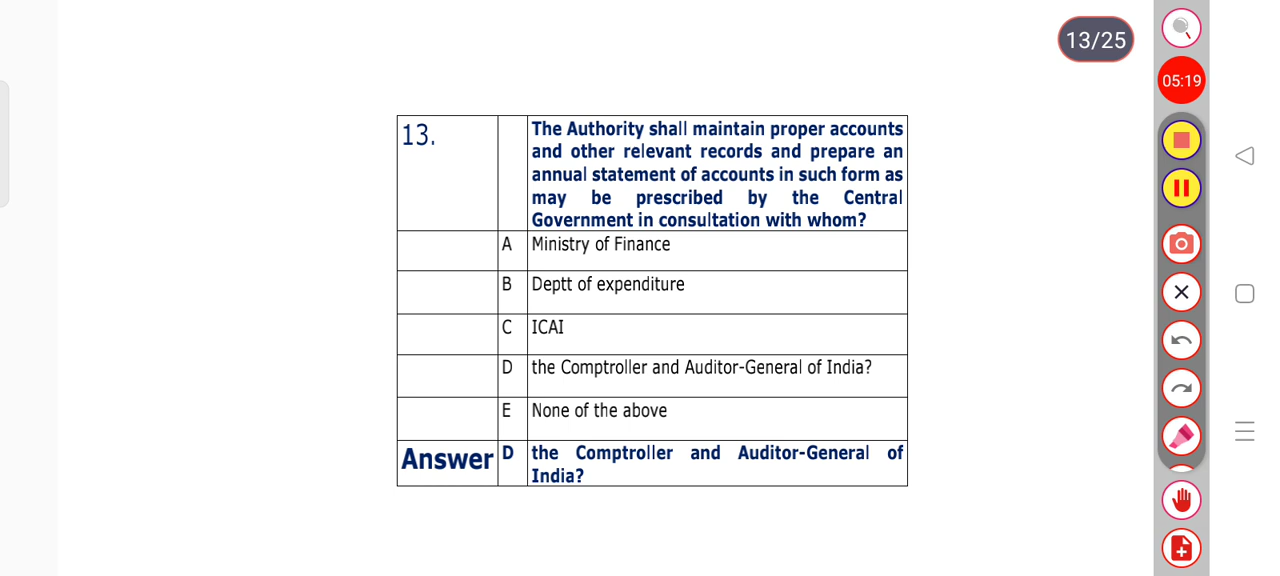 13/25
05:19
13. The Authority shall maintain proper accounts
and other relevant records and prepare an
annual statement of accounts in such form as
may be prescribed by the Central
Government in consultation with whom?
A Ministry of Finance
B Deptt of expenditure
C ICAI
D the Comptroller and Auditor-General of India?
E None of the above
Answer D the Comptroller and Auditor-General of
India?